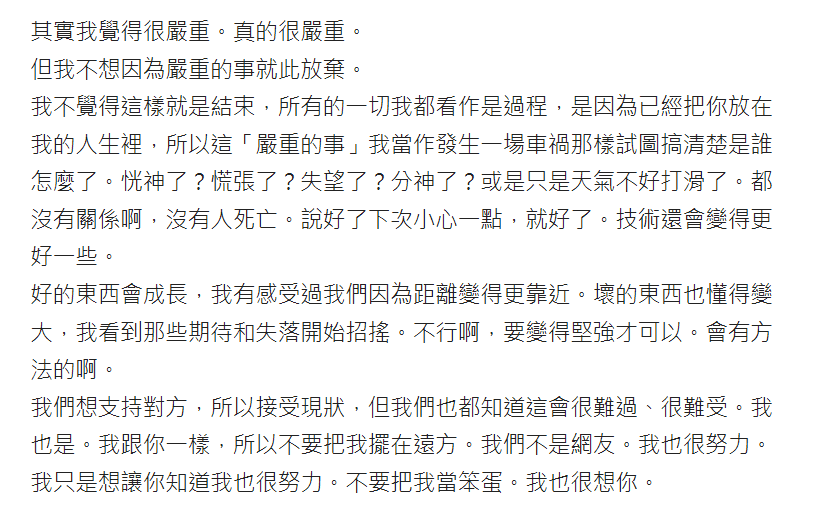 其實我覺得很嚴重。真的很嚴重。
但我不想因為嚴重的事就此放棄。
我不覺得這樣就是結束，所有的一切我都看作是過程，是因為已經把你放在
我的人生裡，所以這「嚴重的事」我當作發生一場車禍那樣試圖搞清楚是誰
怎麼了。恍神了？慌張了？失望了？分神了？或是只是天氣不好打滑了。都
沒有關係啊，沒有人死亡。說好了下次小心一點，就好了。技術還會變得更
好一些。
好的東西會成長，我有感受過我們因為距離變得更靠近。壞的東西也懂得變
大，我看到那些期待和失落開始招搖。不行啊，要變得堅強才可以。會有方
法的啊。
我們想支持對方，所以接受現狀，但我們也都知道這會很難過、很難受。我
也是。我跟你一樣，所以不要把我擺在遠方。我們不是網友。我也很努力。
我只是想讓你知道我也很努力。不要把我當笨蛋。我也很想你。